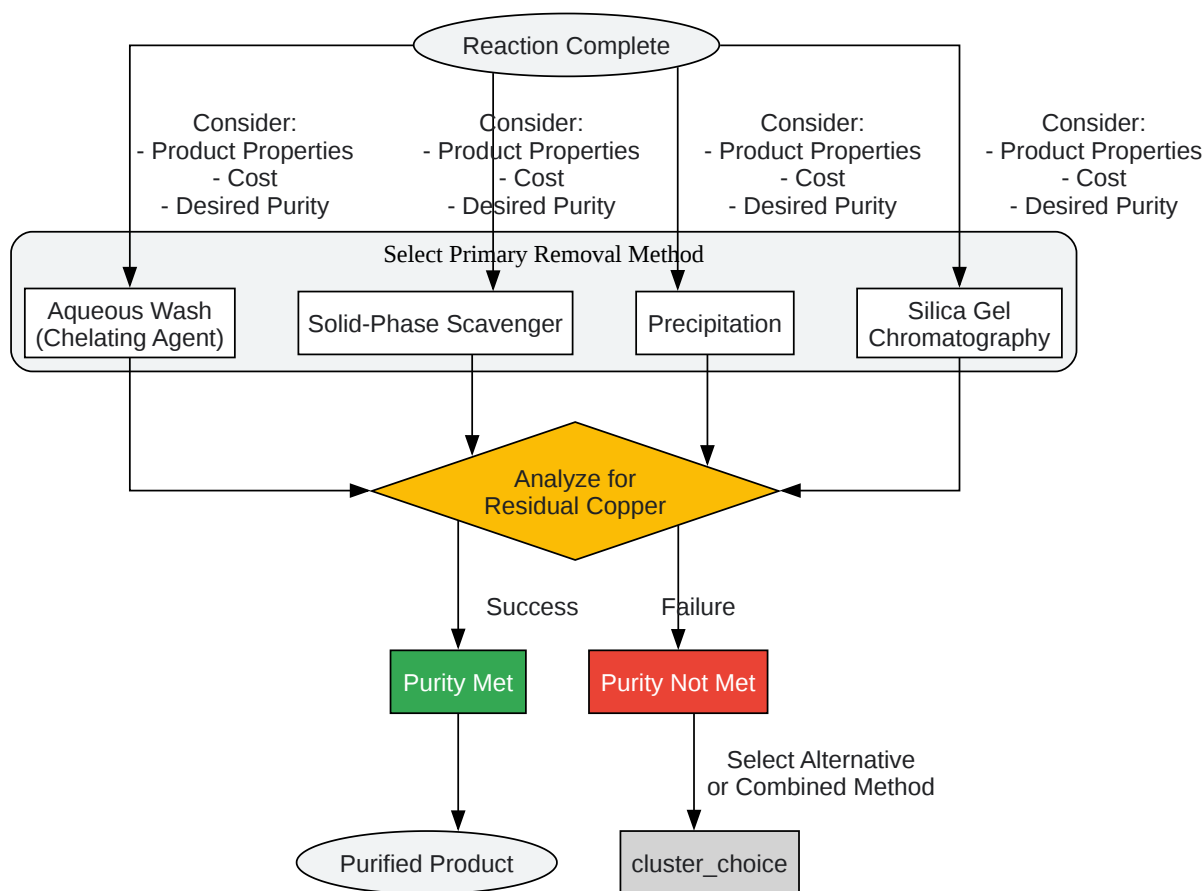 Reaction Complete
Consider:
- Product Properties
- Cost
- Desired Purity
Consider:
- Product Properties
- Cost
- Desired Purity
Consider:
- Product Properties
- Cost
- Desired Purity
Consider:
- Product Properties
- Cost
- Desired Purity
Select Primary Removal Method
Aqueous Wash
(Chelating Agent)
Solid-Phase Scavenger
Precipitation
Silica Gel
Chromatography
Analyze for
Residual Copper
Success
Failure
Purity Met
Purity Not Met
Select Alternative
or Combined Method
Purified Product
cluster_choice